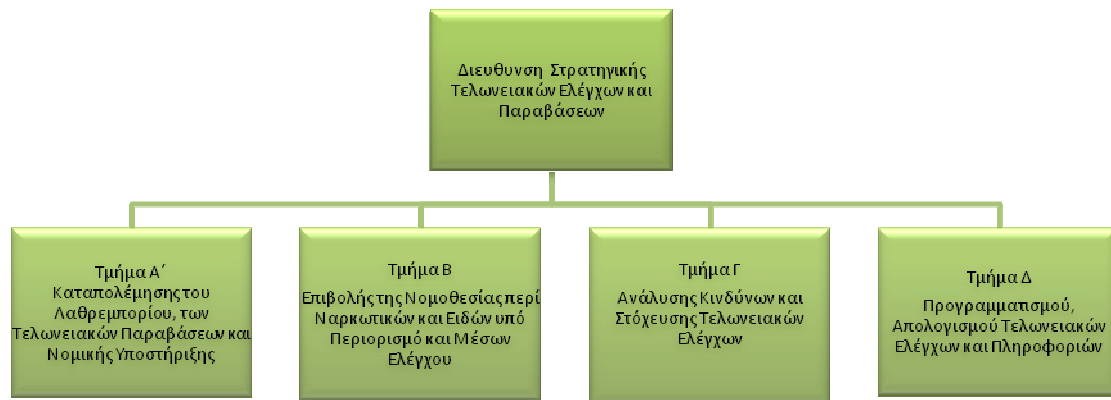 Διευθυνση Στρατηγικής
Τελωνειακών Ελέγχων και
Παραβάσεων
Τμήμα Α΄
Καταπολέμησης του
Λαθρεμπορίου, των
Τελωνειακών Παραβάσεων και
Νομικής Υποστήριξης
Τμήμα Β
Επιβολής της Νομοθεσίας περί
Ναρκωτικών και Ειδών υπό
Περιορισμό και Μέσων
Ελέγχου
Τμήμα Γ
Ανάλυσης Κινδύνων και
Στόχευσης Τελωνειακών
Ελέγχων
Τμήμα Δ
Προγραμματισμού,
Απολογισμού Τελωνειακών
Ελέγχων και Πληροφοριών